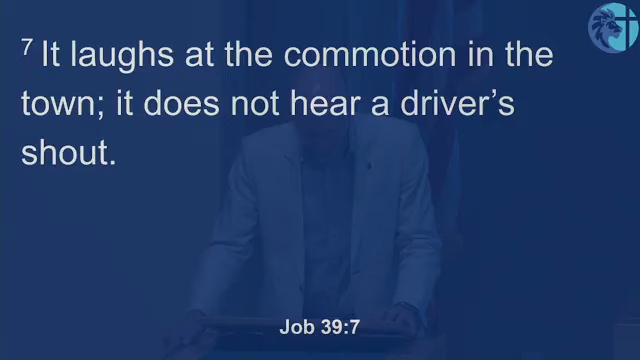 7 It laughs at the commotion in the
town; it does not hear a driver’s
shout.
Job 39:7